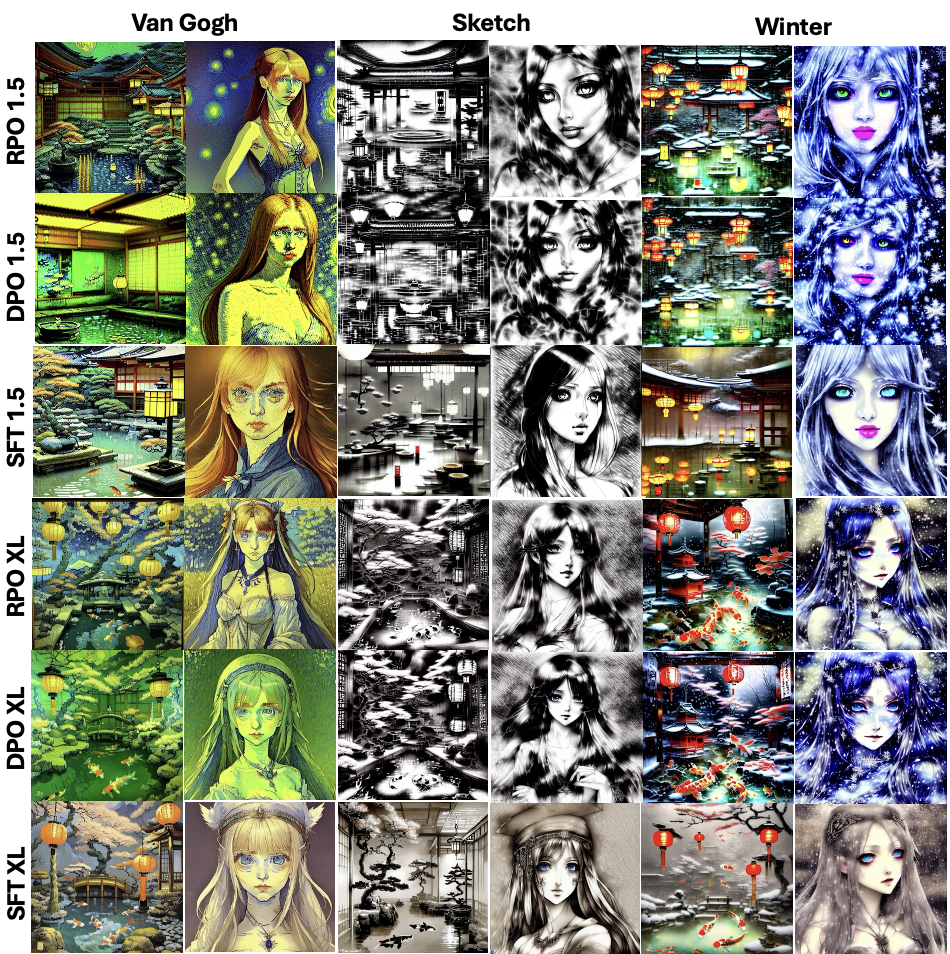 Van Gogh Sketch Winter
RPO 1.5
DPO 1.5
SFT 1.5
RPO XL
DPO XL
SFT XL